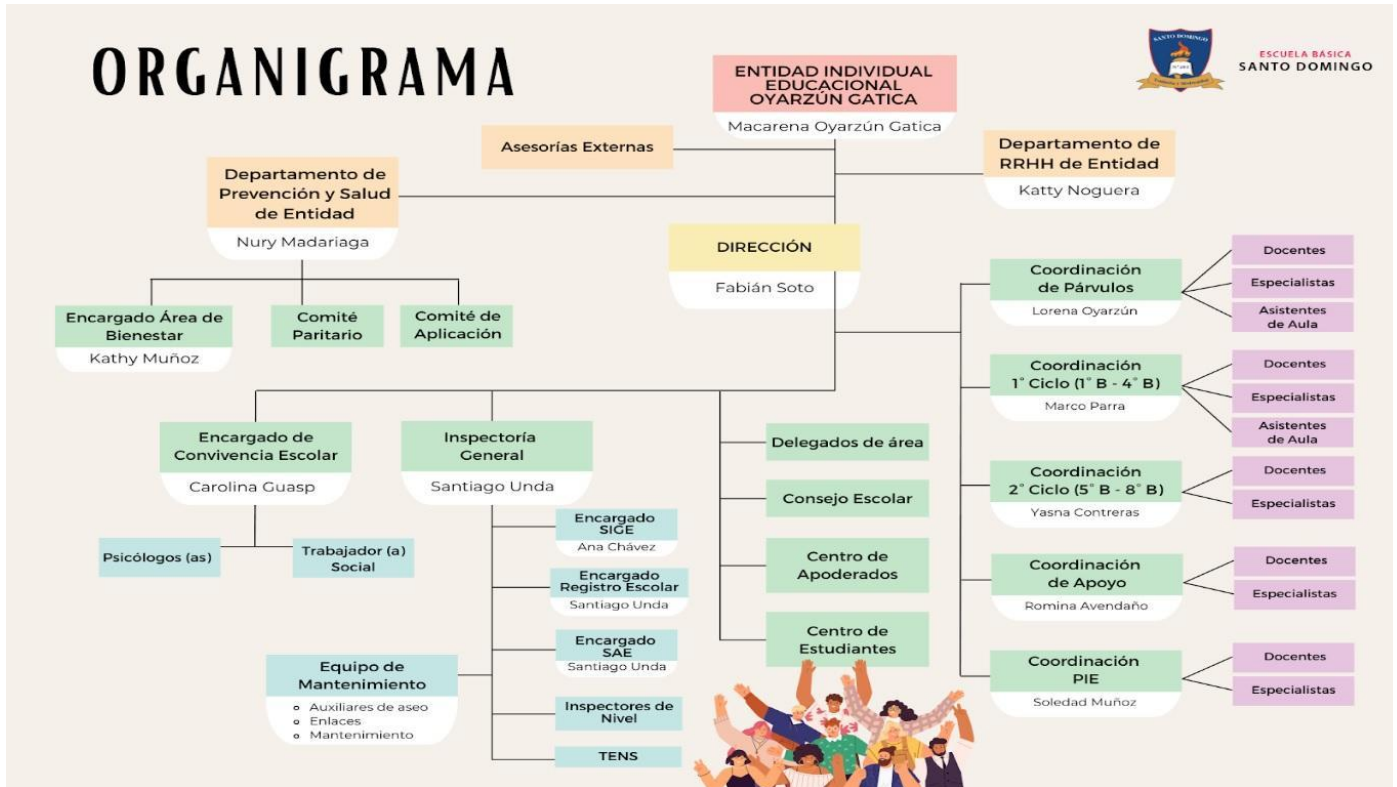 ORGANIGRAMA
SANTO DOMINGO
ESCUELA BÁSICA
SANTO DOMINGO
ENTIDAD INDIVIDUAL
EDUCACIONAL
OYARZÚN GATICA
Macarena Oyarzún Gatica
Asesorías Externas
Departamento de
RRHH de Entidad
Katty Noguera
Departamento de
Prevención y Salud
de Entidad
Nury Madariaga
DIRECCIÓN
Fabián Soto
Encargado Área de
Bienestar
Kathy Muñoz
Comité
Paritario
Comité de
Aplicación
Coordinación
de Párvulos
Lorena Oyarzún
Docentes
Especialistas
Asistentes
de Aula
Coordinación
1° Ciclo (1° B - 4° B)
Marco Parra
Docentes
Especialistas
Asistentes
de Aula
Coordinación
2° Ciclo (5° B - 8° B)
Yasna Contreras
Docentes
Especialistas
Coordinación
de Apoyo
Romina Avendaño
Docentes
Especialistas
Coordinación
PIE
Soledad Muñoz
Docentes
Especialistas
Encargado de
Convivencia Escolar
Carolina Guasp
Psicólogos (as)
Trabajador (a)
Social
Inspectoría
General
Santiago Unda
Encargado
SIGE
Ana Chávez
Encargado
Registro Escolar
Santiago Unda
Encargado
SAE
Santiago Unda
Inspectores de
Nivel
TENS
Equipo de
Mantenimiento
Auxiliares de aseo
Enlaces
Mantenimiento
Delegados de área
Consejo Escolar
Centro de
Apoderados
Centro de
Estudiantes